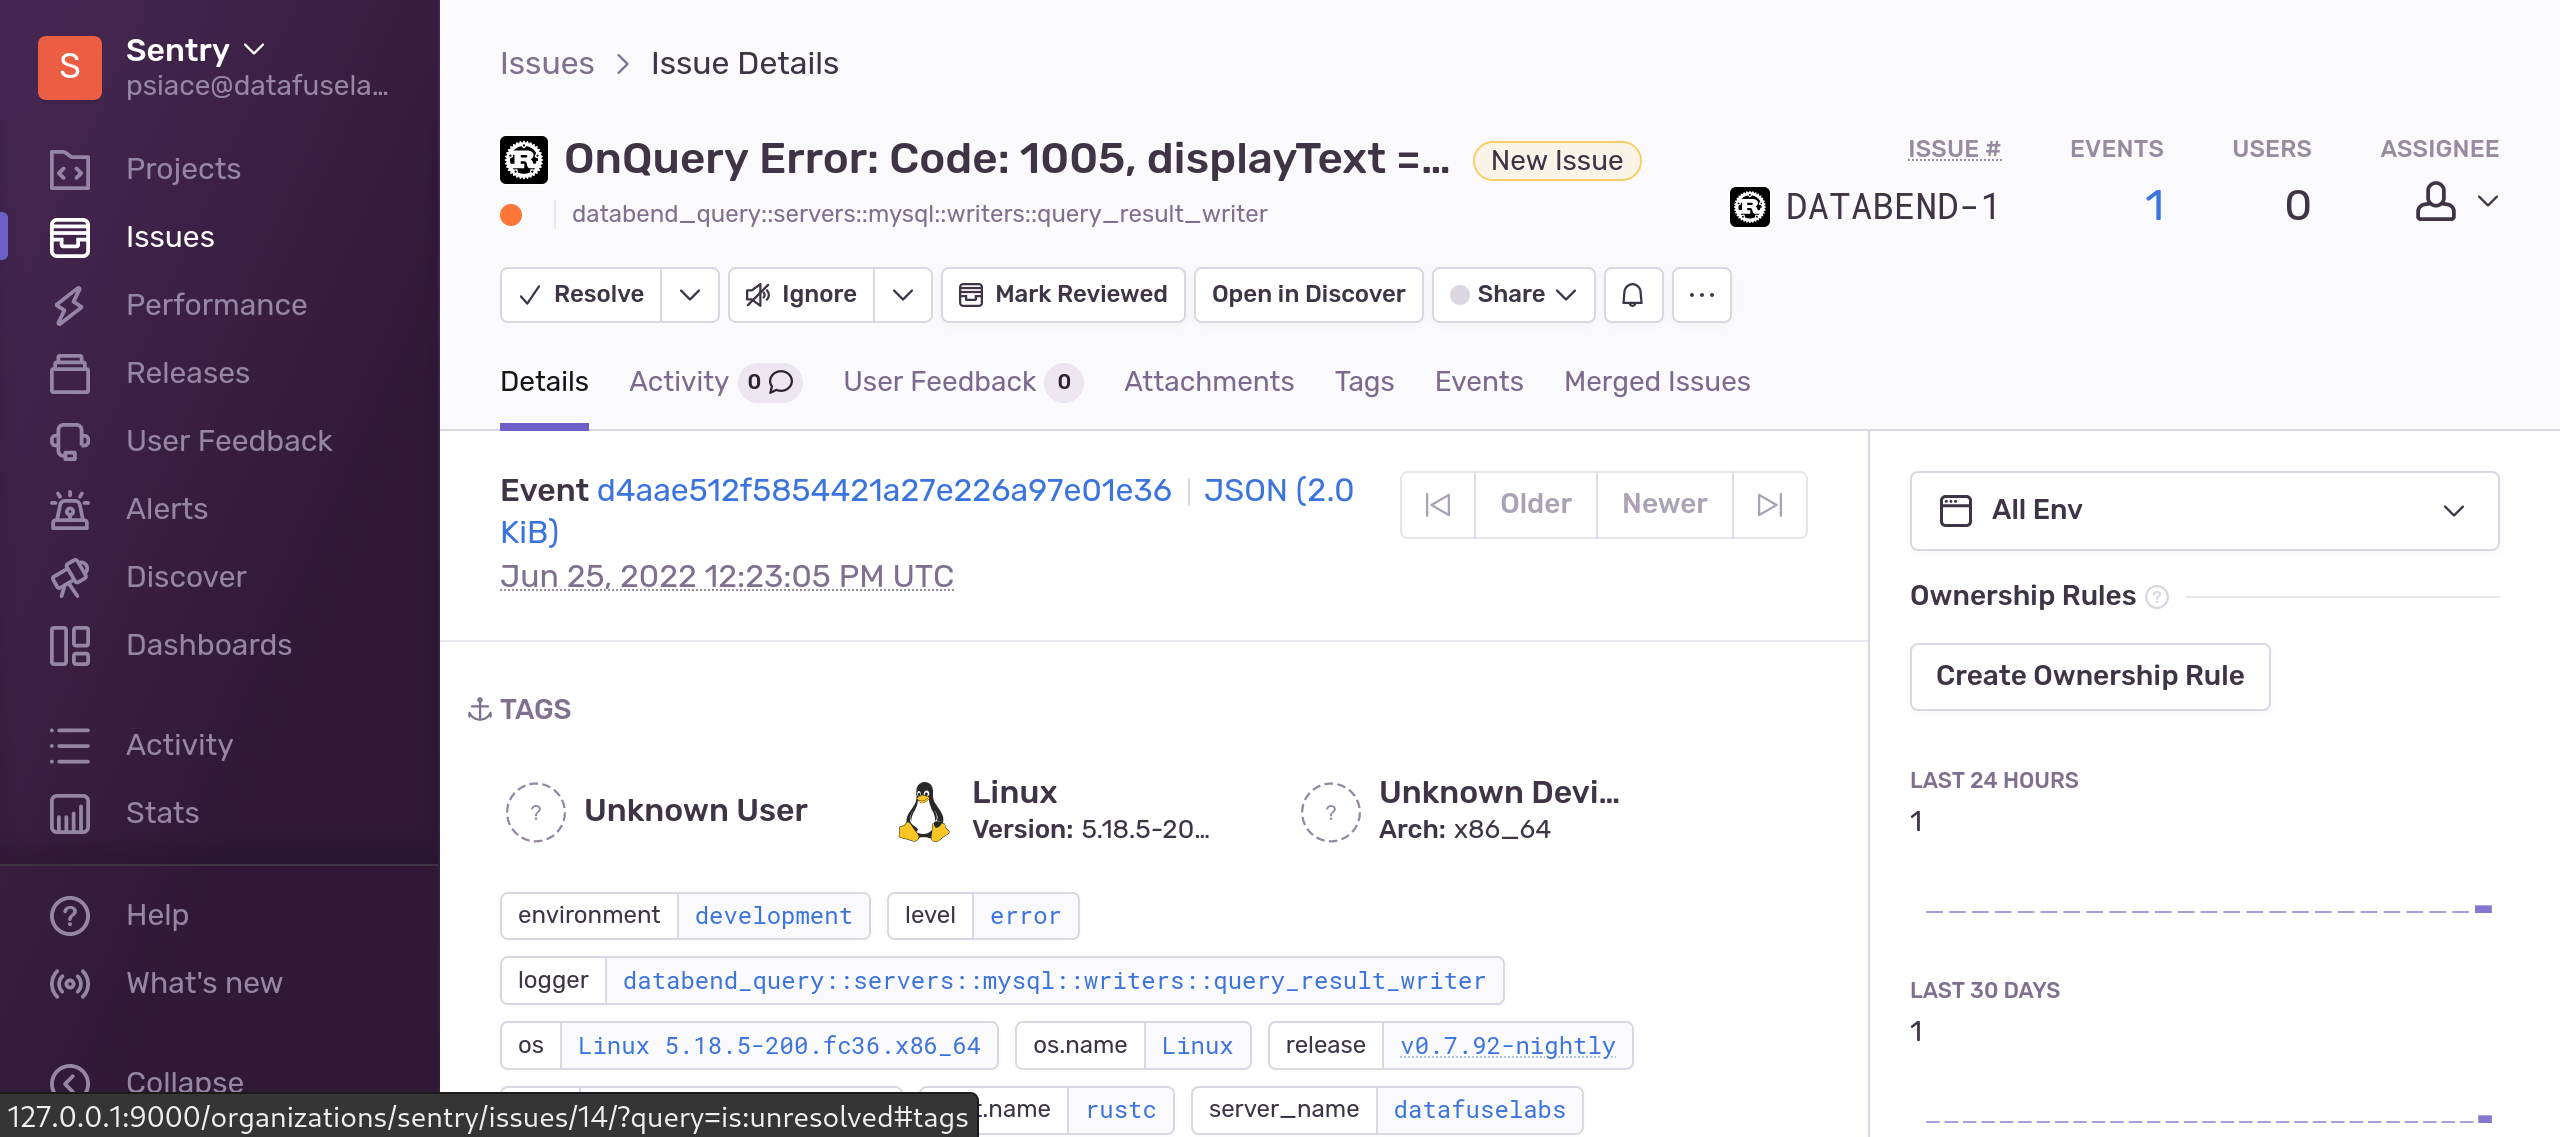 S
Sentry
psiace@datafusela...
Projects
Issues
Performance
Releases
User Feedback
Alerts
Discover
Dashboards
Activity
Stats
Help
What's new
Collapse
127.0.0.1:9000/organizations/sentry/issues/14/?query=is:unresolved#tags
Issues > Issue Details
OnQuery Error: Code: 1005, displayText =... New Issue
databend_query::servers::mysql::writers::query_result_writer
ISSUE # EVENTS USERS ASSIGNEE
DATABEND-1 1 0
Resolve Ignore Mark Reviewed Open in Discover Share ...
Details Activity 0 User Feedback 0 Attachments Tags Events Merged Issues
Event d4aae512f5854421a27e226a97e01e36 | JSON (2.0
KiB)
Jun 25, 2022 12:23:05 PM UTC
Older Newer
TAGS
? Unknown User
Linux
Version: 5.18.5-20...
? Unknown Devi...
Arch: x86_64
environment development level error
logger databend_query::servers::mysql::writers::query_result_writer
os Linux 5.18.5-200.fc36.x86_64 os.name Linux release v0.7.92-nightly
.name rustc server_name datafuselabs
All Env
Ownership Rules ?
Create Ownership Rule
LAST 24 HOURS
1
LAST 30 DAYS
1